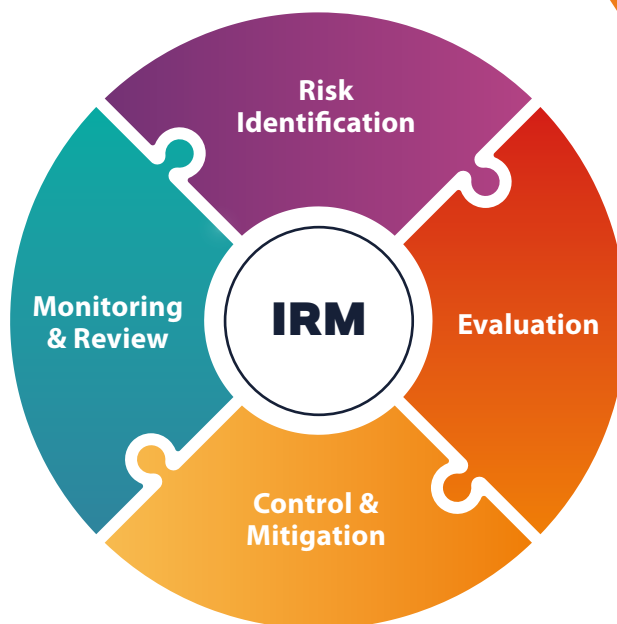 Risk
Identification
Monitoring
& Review
IRM
Evaluation
Control &
Mitigation